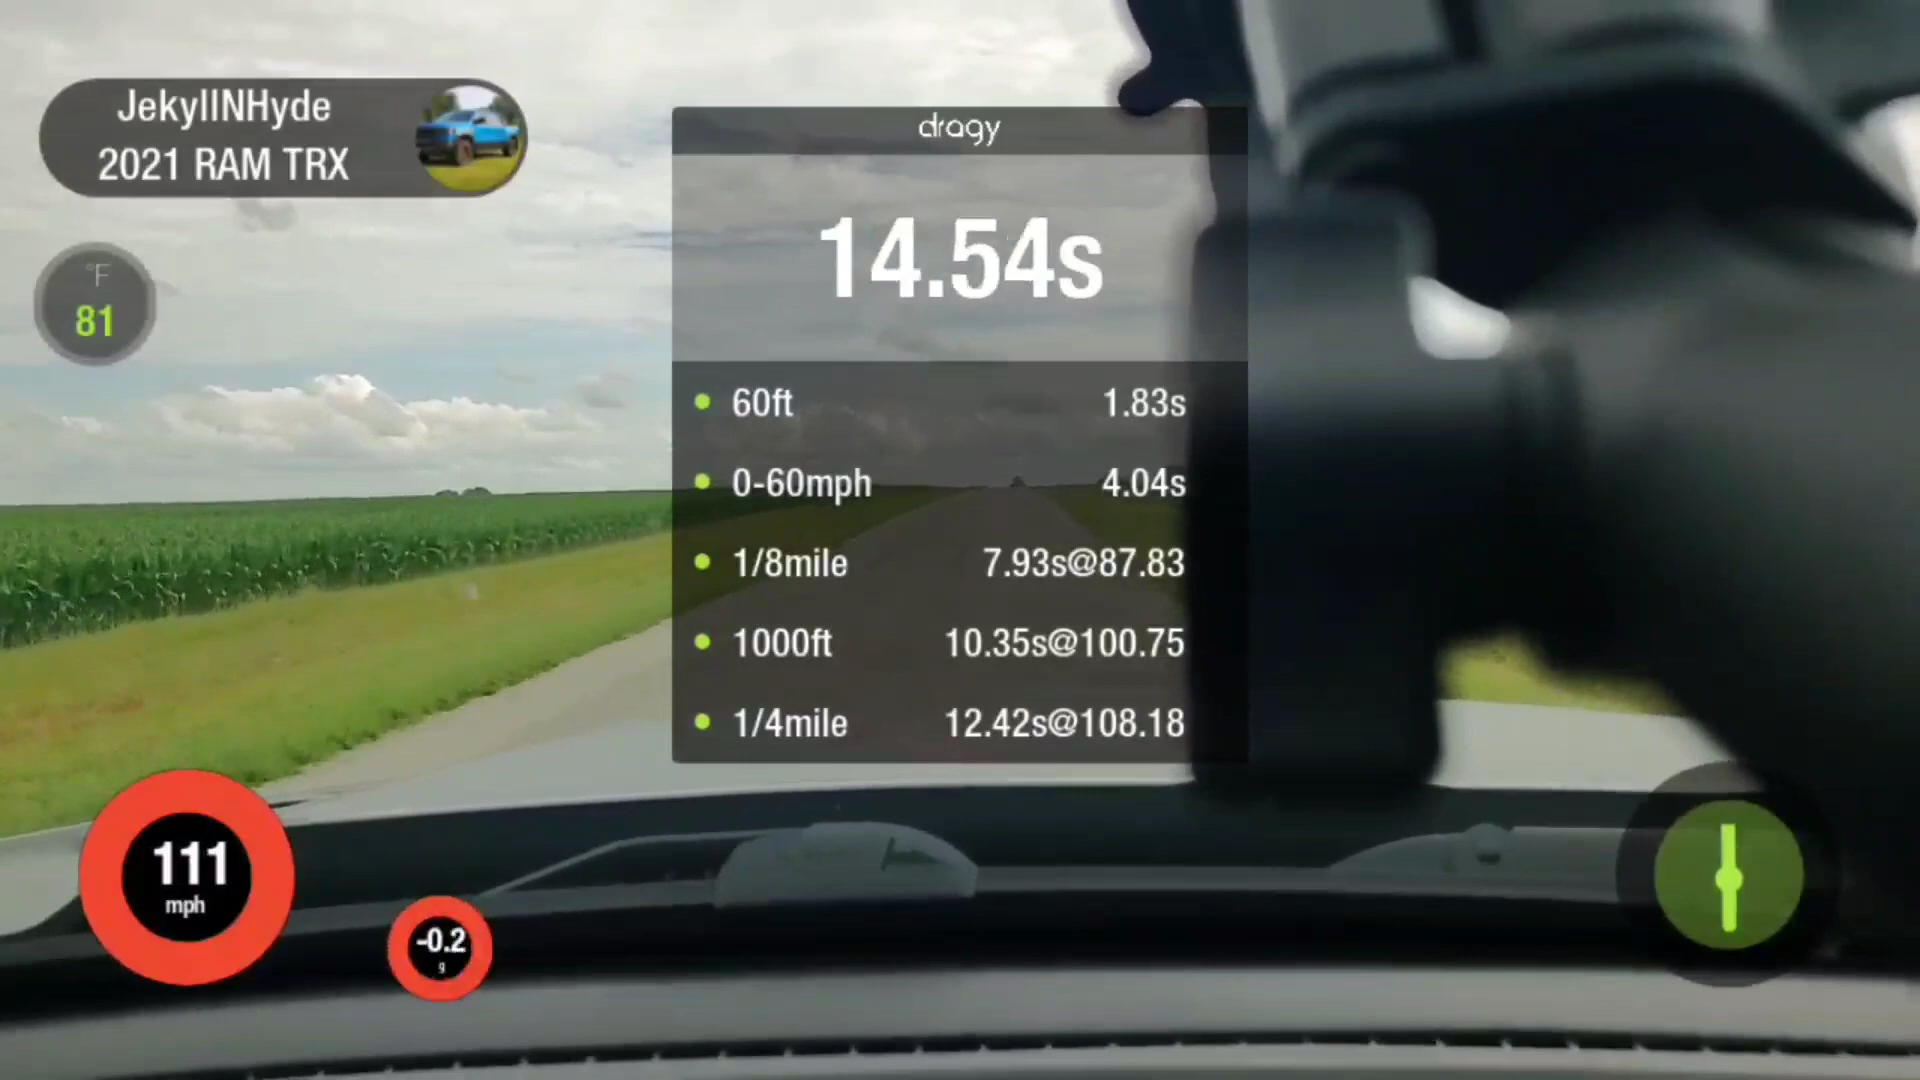 JekyllNHyde
2021 RAM TRX
°F
81
dragy
14.54s
60ft 1.83s
0-60mph 4.04s
1/8mile 7.93s@87.83
1000ft 10.35s@100.75
1/4mile 12.42s@108.18
111
mph
-0.2
g